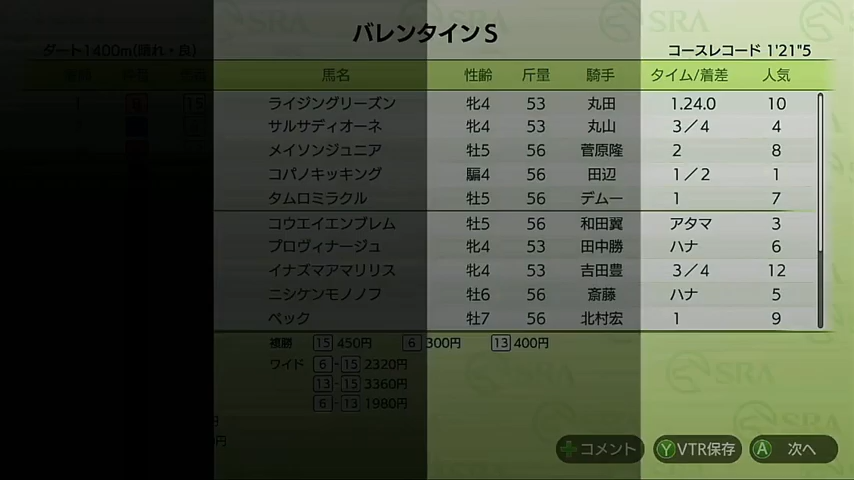 SRA
SRA
バレンタインS
ダート1400m(晴れ・良)
コースレコード 1'21"5
馬名 性齢 斤量 騎手 タイム/着差 人気
1 15 ライジングリーズン 牝4 53 丸田 1.24.0 10
サルサディオーネ 牝4 53 丸山 3/4 4
メイソンジュニア 牡5 56 菅原隆 2 8
コパノキッキング 騸4 56 田辺 1/2 1
タムロミラクル 牡5 56 デムー 1 7
コウエイエンブレム 牡5 56 和田翼 アタマ 3
プロヴィナージュ 牝4 53 田中勝 ハナ 6
イナズマアマリリス 牝4 53 吉田豊 3/4 12
ニシケンモノノフ 牡6 56 斎藤 ハナ 5
ベック 牡7 56 北村宏 1 9
複勝 15 450円 6 300円 13 400円
ワイド 6 - 15 2320円
13 - 15 3360円
6 - 13 1980円
円
円
SRA
SRA
SRA
+コメント Y VTR保存 A 次へ